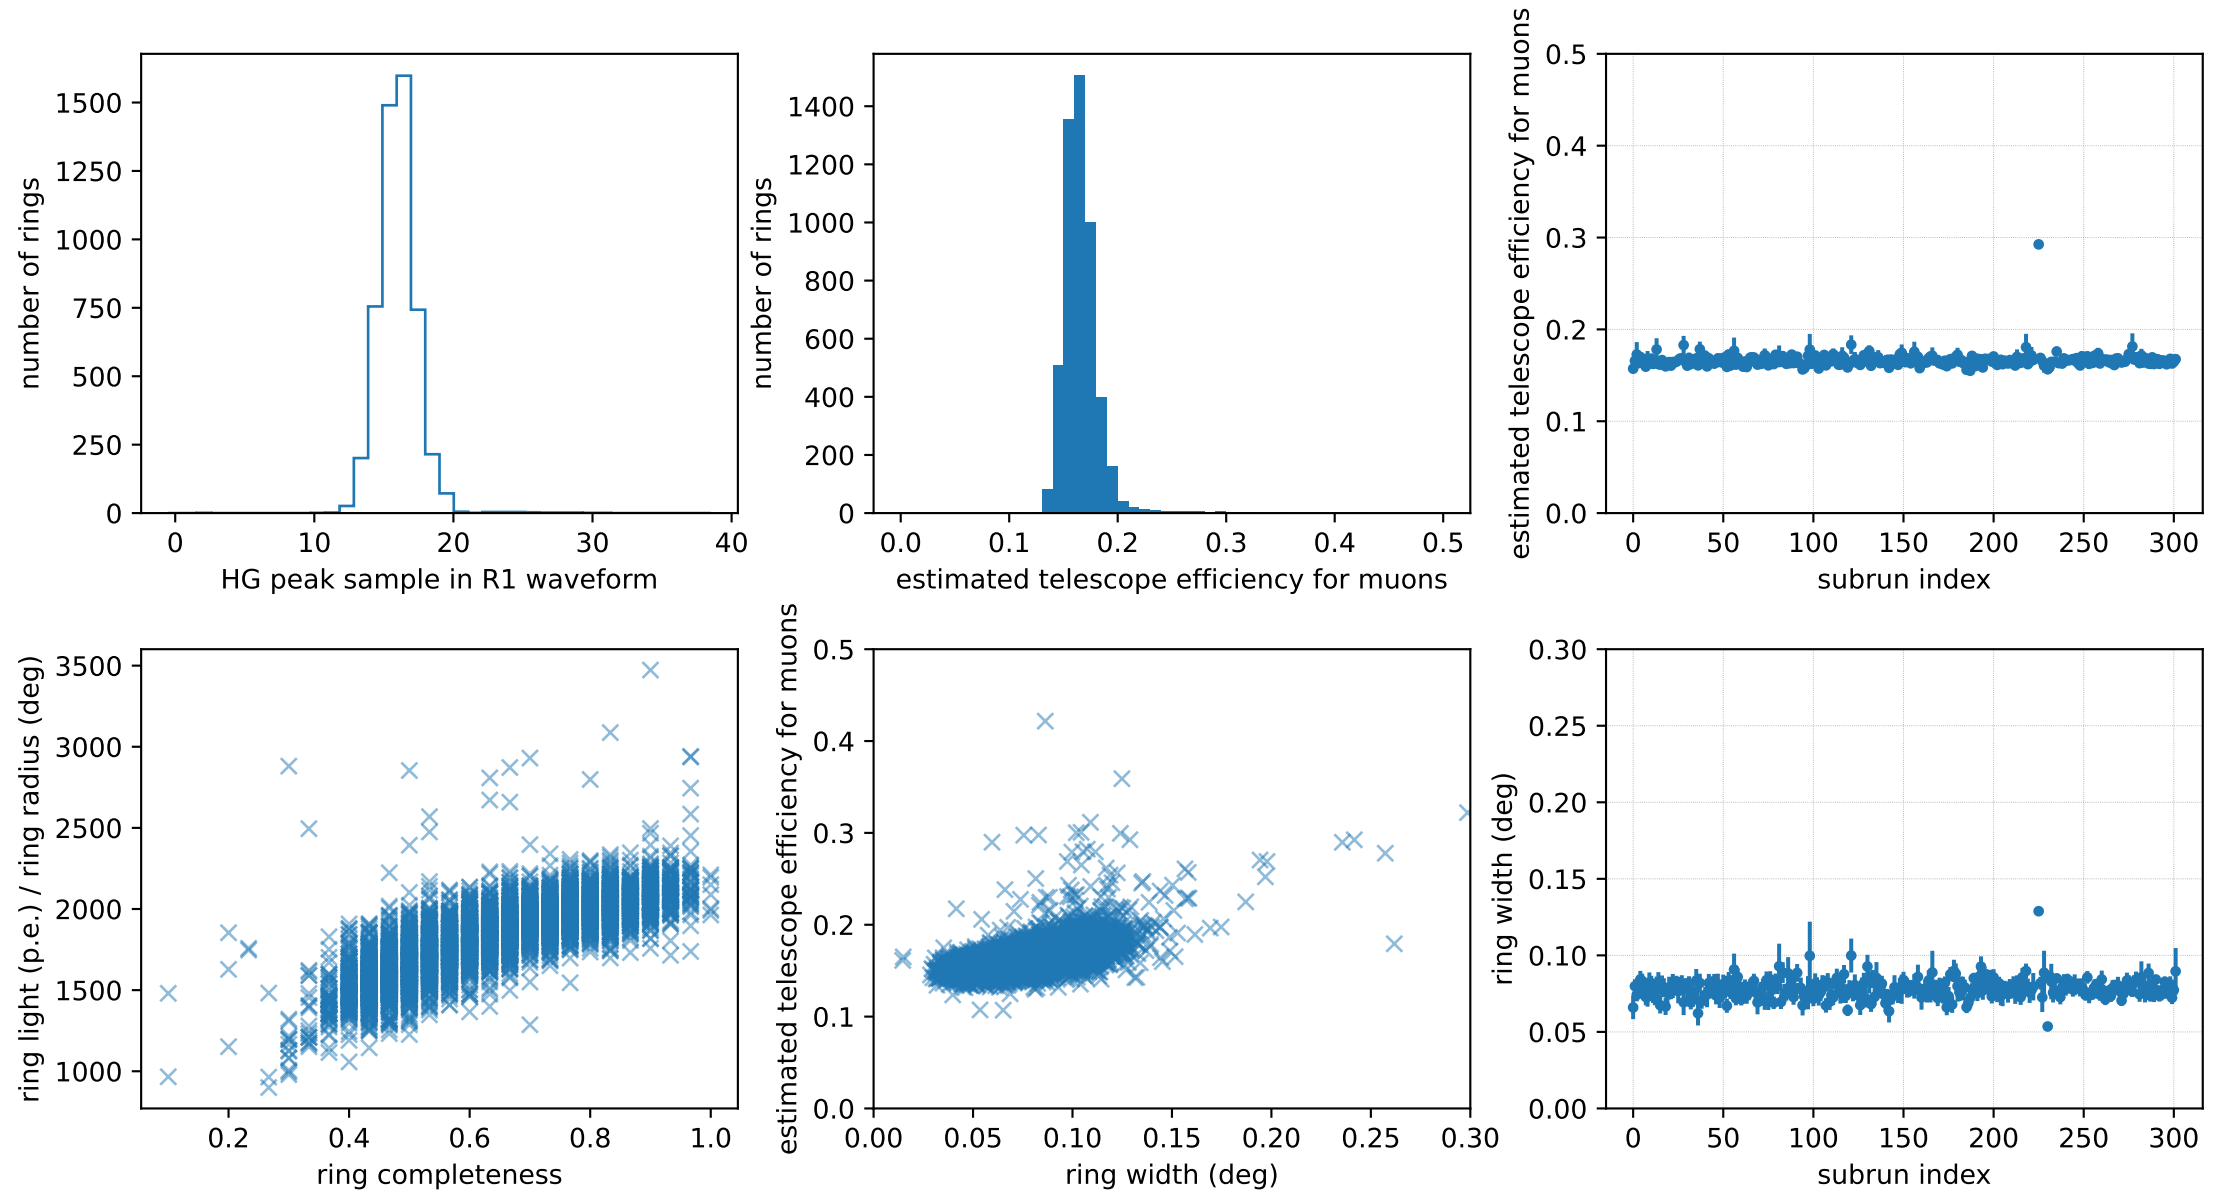 number of rings
1500
1250
1000
750
500
250
0
0 10 20 30 40
HG peak sample in R1 waveform
number of rings
1400
1200
1000
800
600
400
200
0
0.0 0.1 0.2 0.3 0.4 0.5
estimated telescope efficiency for muons
estimated telescope efficiency for muons
0.5
0.4
0.3
0.2
0.1
0.0
0 50 100 150 200 250 300
subrun index
ring light (p.e.) / ring radius (deg)
3500
3000
2500
2000
1500
1000
0.2 0.4 0.6 0.8 1.0
ring completeness
estimated telescope efficiency for muons
0.5
0.4
0.3
0.2
0.1
0.0
0.00 0.05 0.10 0.15 0.20 0.25 0.30
ring width (deg)
ring width (deg)
0.30
0.25
0.20
0.15
0.10
0.05
0.00
0 50 100 150 200 250 300
subrun index